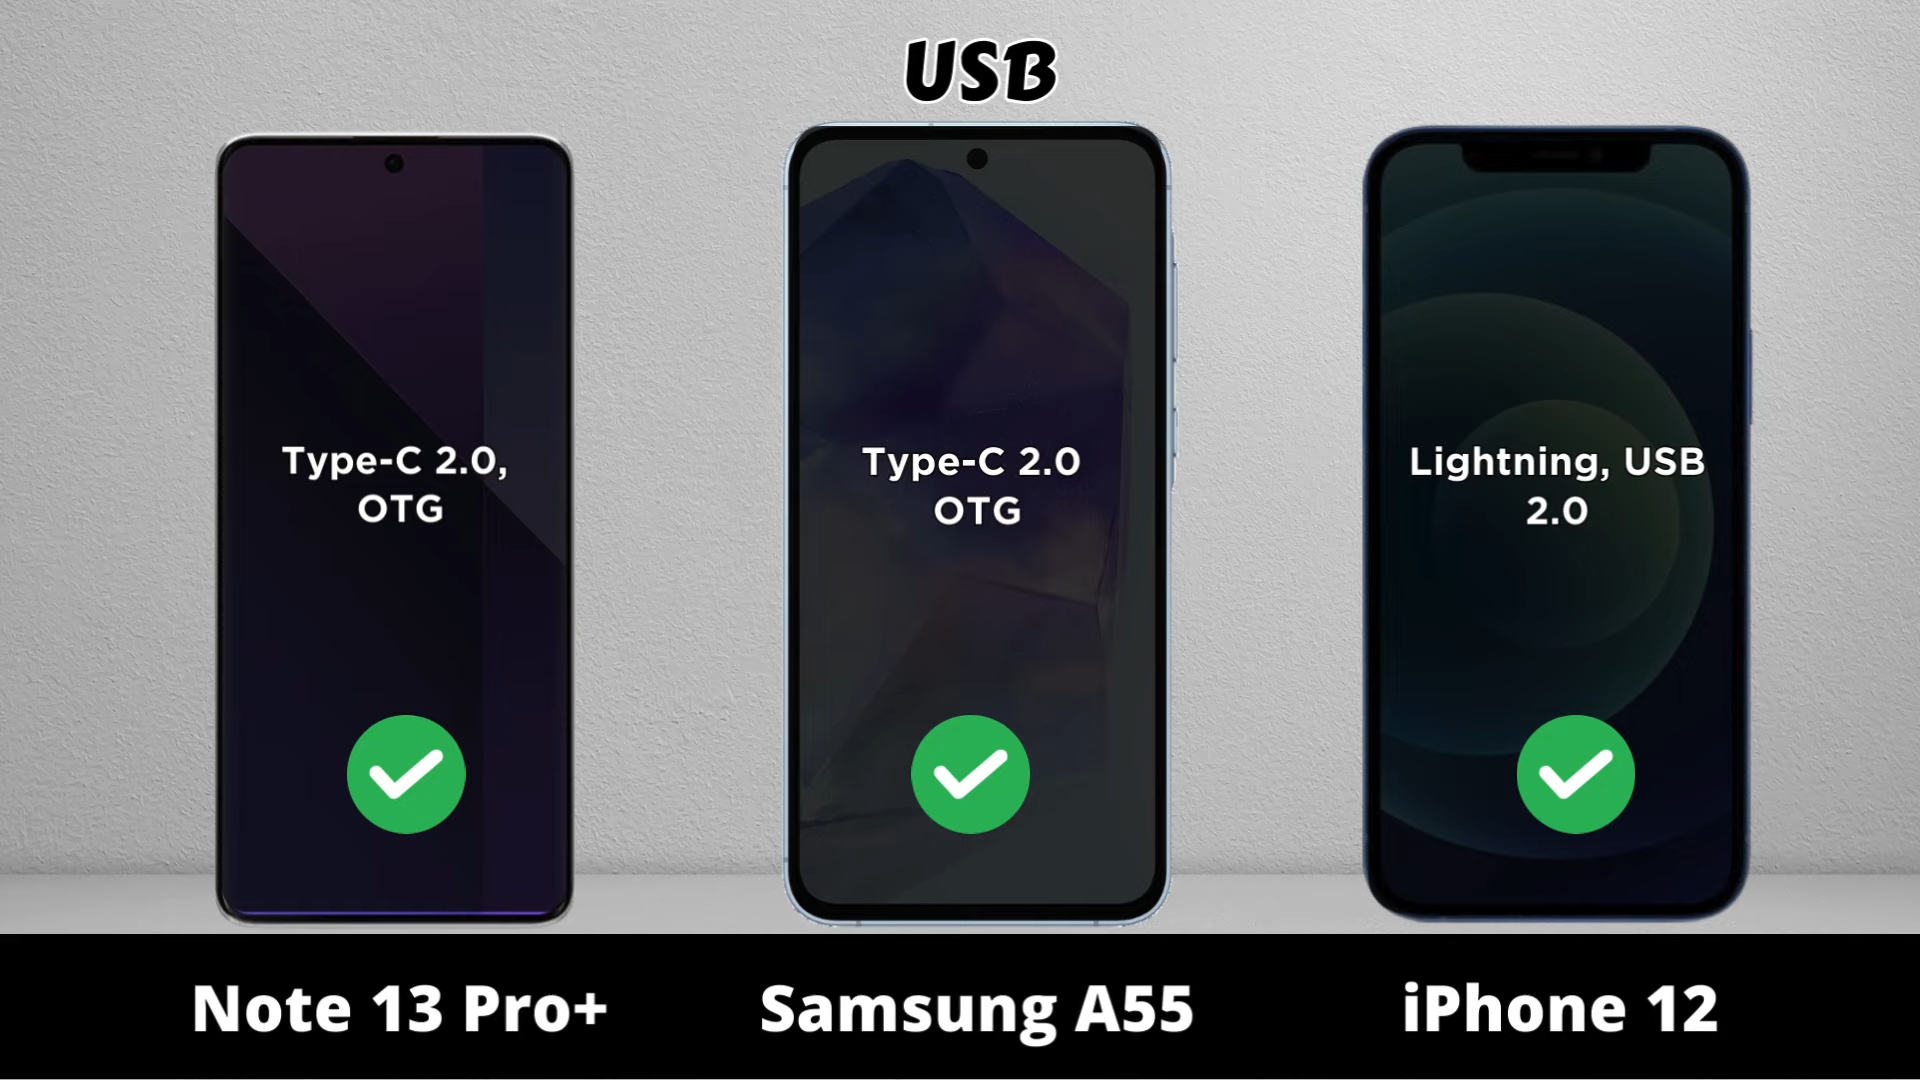 USB
Type-C 2.0,
OTG
Type-C 2.0
OTG
Lightning, USB
2.0
Note 13 Pro+
Samsung A55
iPhone 12